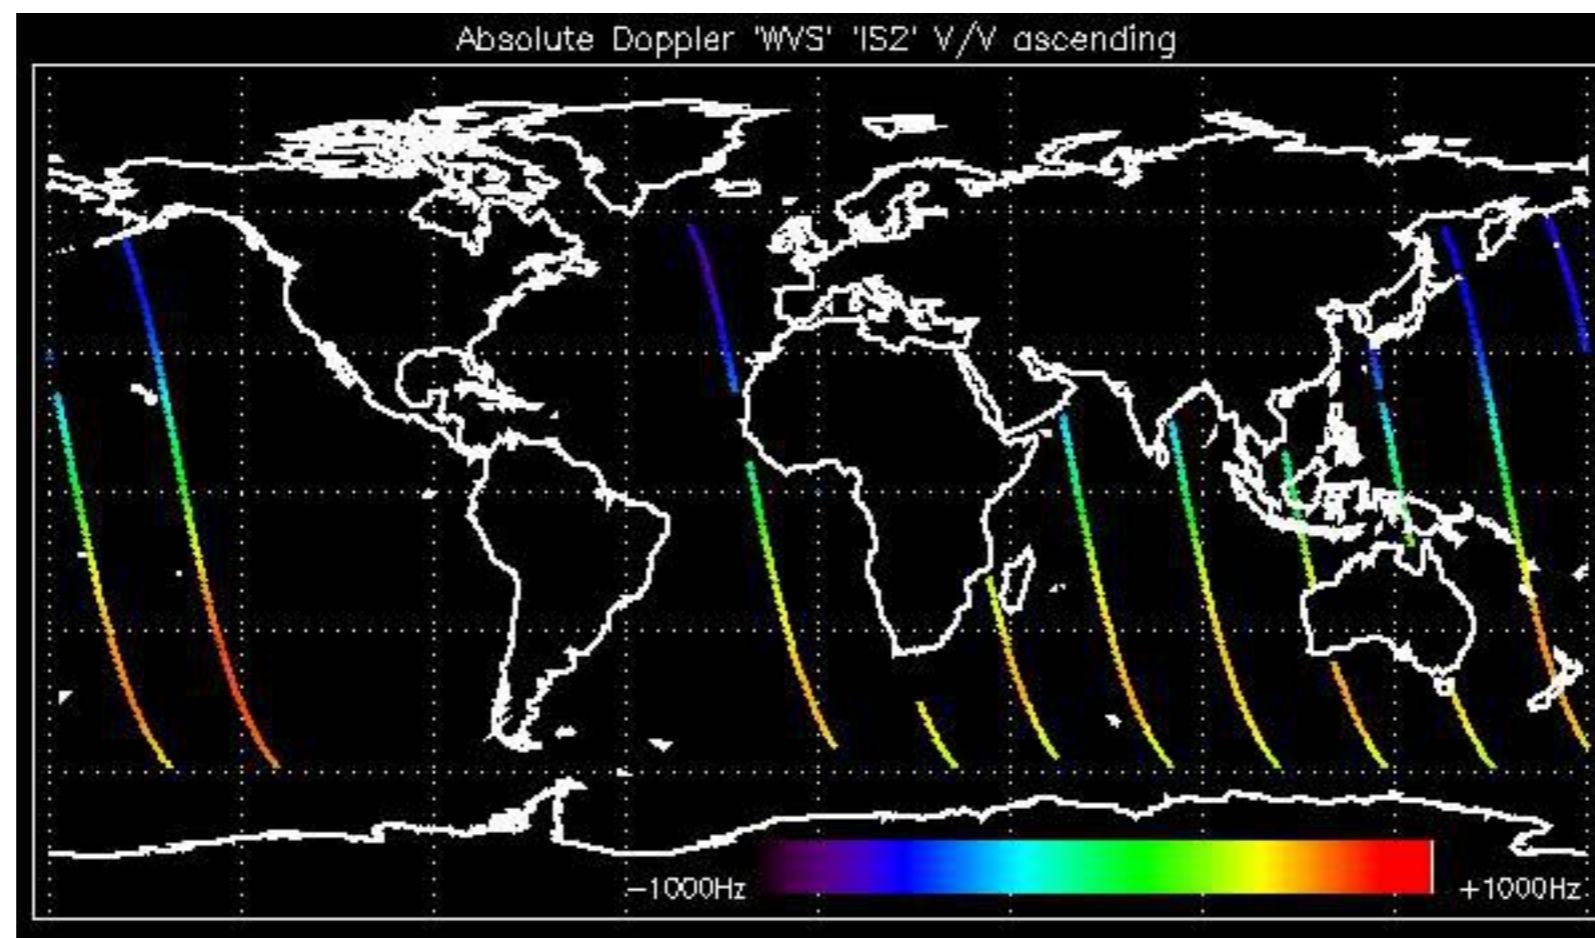 Absolute Doppler 'WVS' 'IS2' V/V ascending
−1000Hz +1000Hz